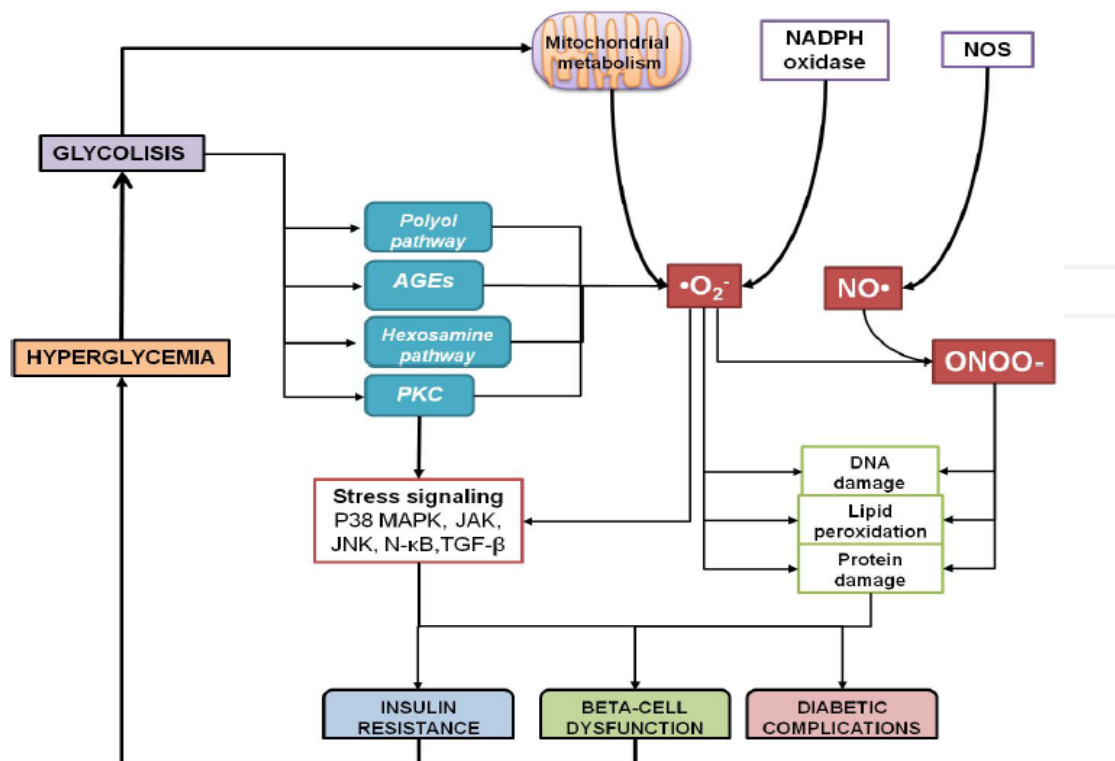 Mitochondrial
metabolism
NADPH
oxidase
NOS
GLYCOLISIS
Polyol
pathway
AGEs
•O₂⁻
NO•
Hexosamine
pathway
HYPERGLYCEMIA
ONOO-
PKC
DNA
damage
Stress signaling
P38 MAPK, JAK,
JNK, N-κB,TGF-β
Lipid
peroxidation
Protein
damage
INSULIN
RESISTANCE
BETA-CELL
DYSFUNCTION
DIABETIC
COMPLICATIONS